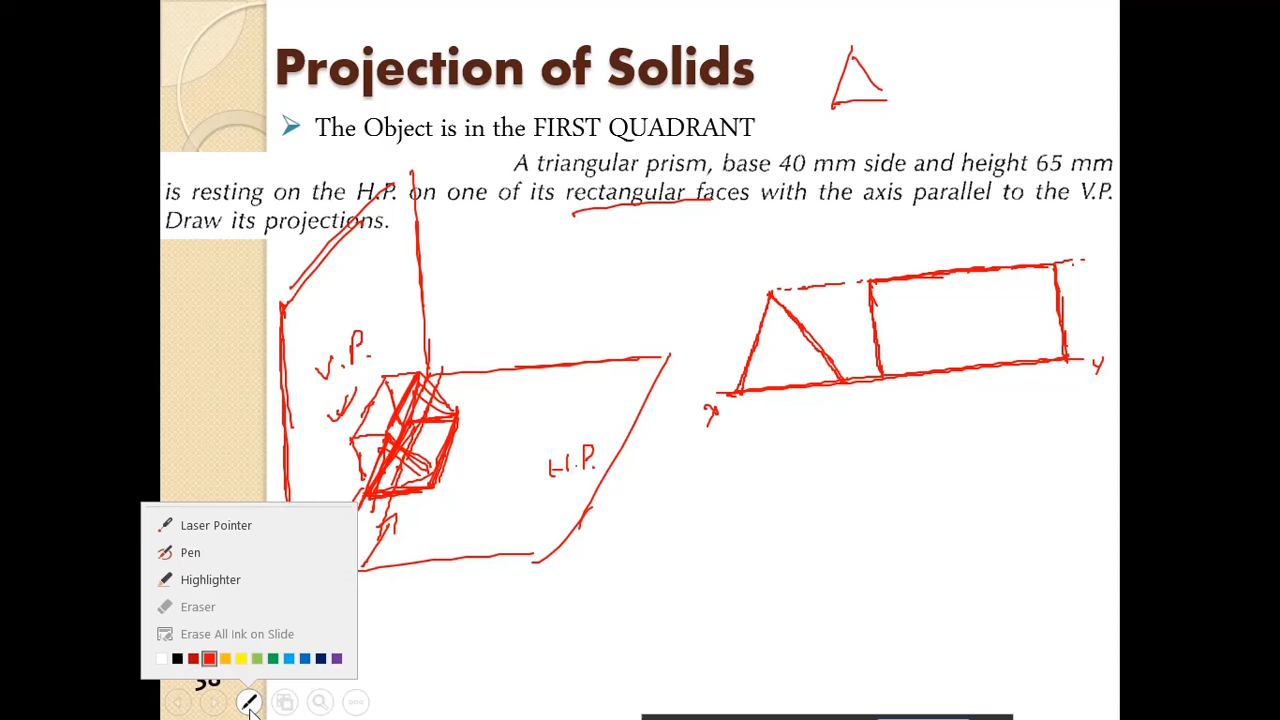 Projection of Solids
The Object is in the FIRST QUADRANT
A triangular prism, base 40 mm side and height 65 mm
is resting on the H.P. on one of its rectangular faces with the axis parallel to the V.P.
Draw its projections.
V.P.
H.P.
x
y
Laser Pointer
Pen
Highlighter
Eraser
Erase All Ink on Slide